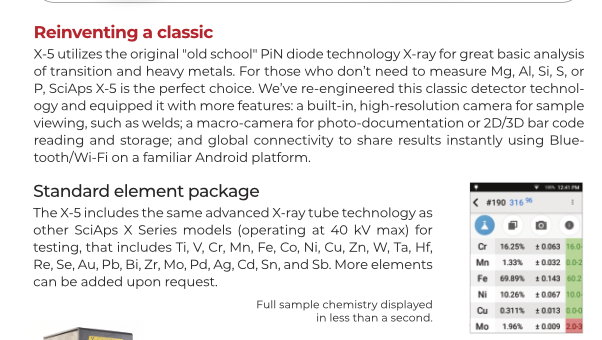 Reinventing a classic
X-5 utilizes the original "old school" PiN diode technology X-ray for great basic analysis
of transition and heavy metals. For those who don't need to measure Mg, Al, Si, S, or
P, SciAps X-5 is the perfect choice. We've re-engineered this classic detector technol-
ogy and equipped it with more features: a built-in, high-resolution camera for sample
viewing, such as welds; a macro-camera for photo-documentation or 2D/3D bar code
reading and storage; and global connectivity to share results instantly using Blue-
tooth/Wi-Fi on a familiar Android platform.
Standard element package
The X-5 includes the same advanced X-ray tube technology as
other SciAps X Series models (operating at 40 kV max) for
testing, that includes Ti, V, Cr, Mn, Fe, Co, Ni, Cu, Zn, W, Ta, Hf,
Re, Se, Au, Pb, Bi, Zr, Mo, Pd, Ag, Cd, Sn, and Sb. More elements
can be added upon request.
Full sample chemistry displayed
in less than a second.
12:41 PM
#190 316 96
Cr 16.25% ± 0.063 16.0-
Mn 1.33% ± 0.032 0.0-2
Fe 69.89% ± 0.143 60.2
Ni 10.26% ± 0.067 10.0-
Cu 0.311% ± 0.013 0.0-0
Mo 1.96% ± 0.009 2.0-3